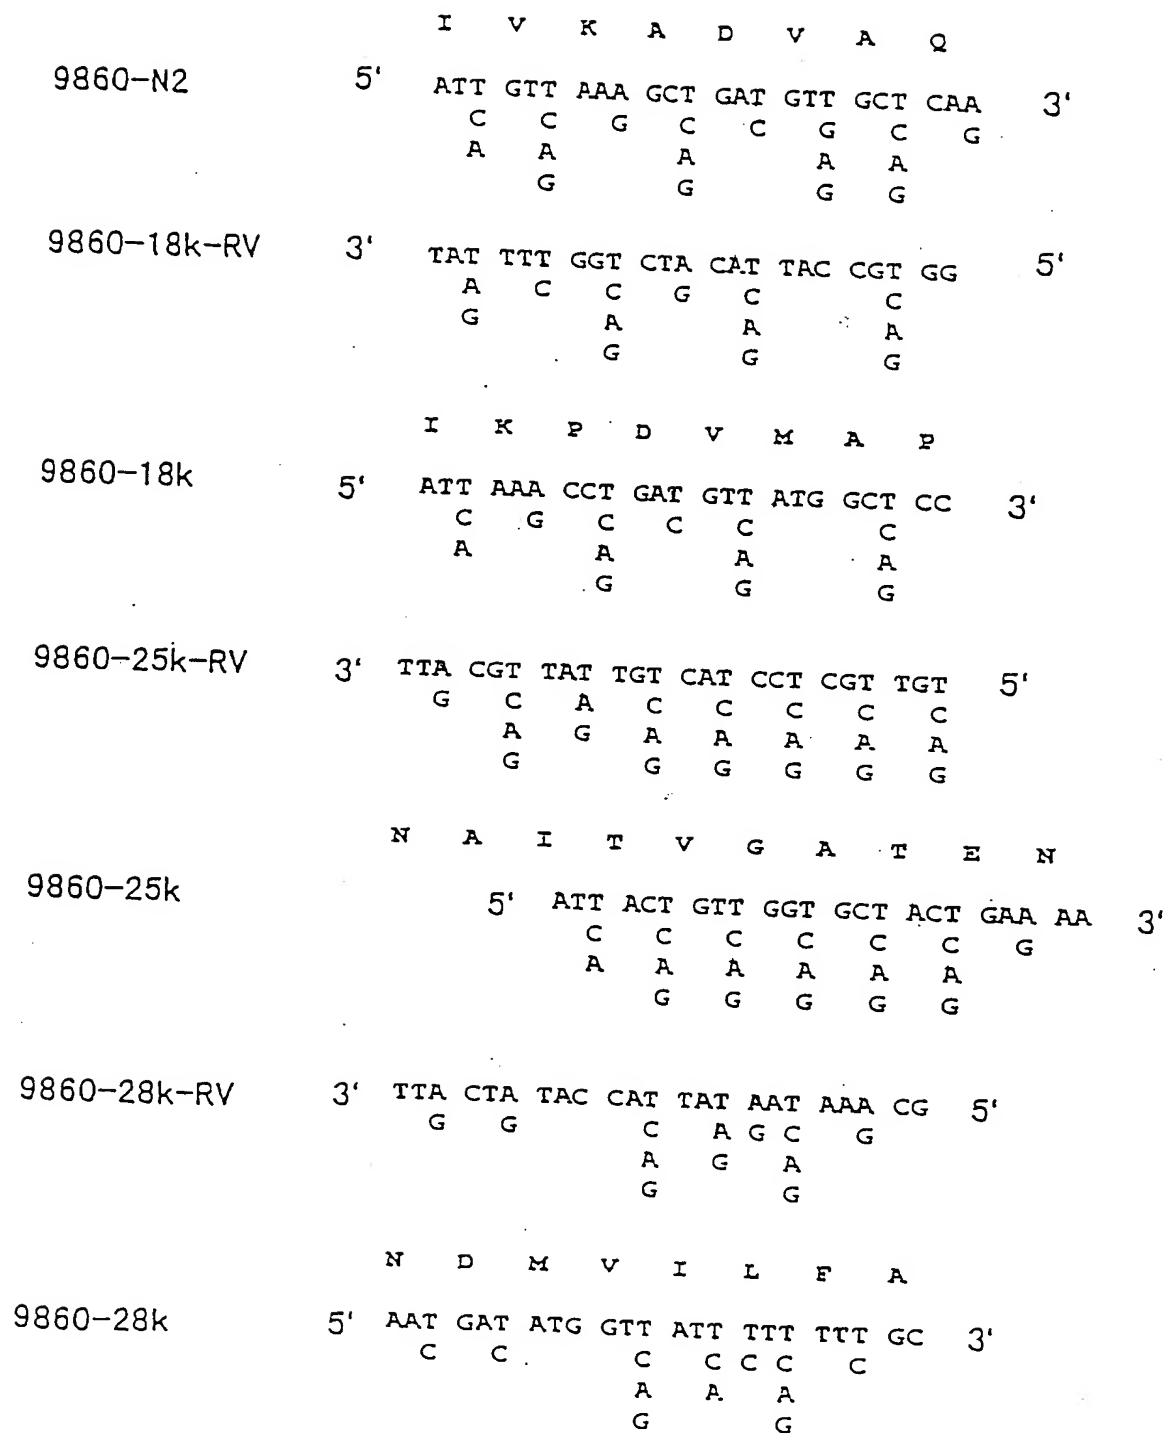 I V K A D V A Q
9860-N2 5' ATT GTT AAA GCT GAT GTT GCT CAA 3'
C C G C C G C G
A A A A A
G G G G
9860-18k-RV 3' TAT TTT GGT CTA CAT TAC CGT GG 5'
A C C G C C
G A A A
G G G
I K P D V M A P
9860-18k 5' ATT AAA CCT GAT GTT ATG GCT CC 3'
C G C C C C
A A A A
G G G
9860-25k-RV 3' TTA CGT TAT TGT CAT CCT CGT TGT 5'
G C A C C C C C
A G A A A A A
G G G G G G
N A I T V G A T E N
9860-25k 5' ATT ACT GTT GGT GCT ACT GAA AA 3'
C C C C C C G
A A A A A A
G G G G G
9860-28k-RV 3' TTA CTA TAC CAT TAT AAT AAA CG 5'
G G C A G C G
A G A
G G
N D M V I L F A
9860-28k 5' AAT GAT ATG GTT ATT TTT TTT GC 3'
C C C C C C C
A A A
G G